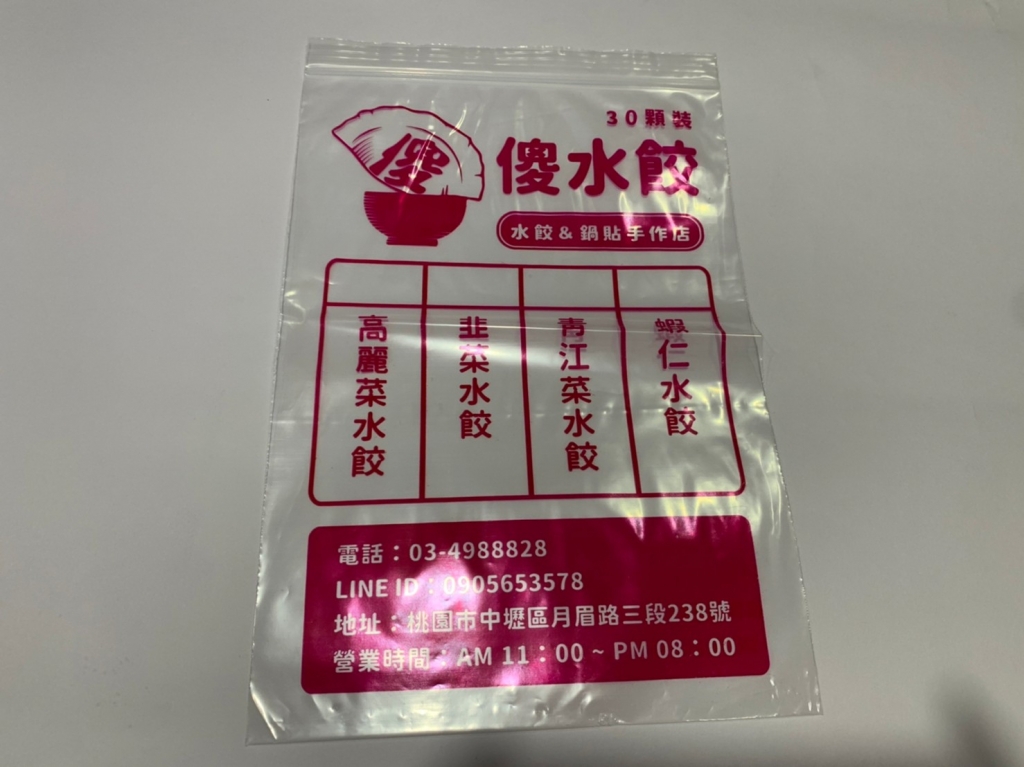 30顆裝
傻
傻水餃
水餃&鍋貼手作店
高麗菜水餃
韭菜水餃
青江菜水餃
蝦仁水餃
電話：03-4988828
LINE ID：0905653578
地址：桃園市中壢區月眉路三段238號
營業時間：AM 11：00 ~ PM 08：00